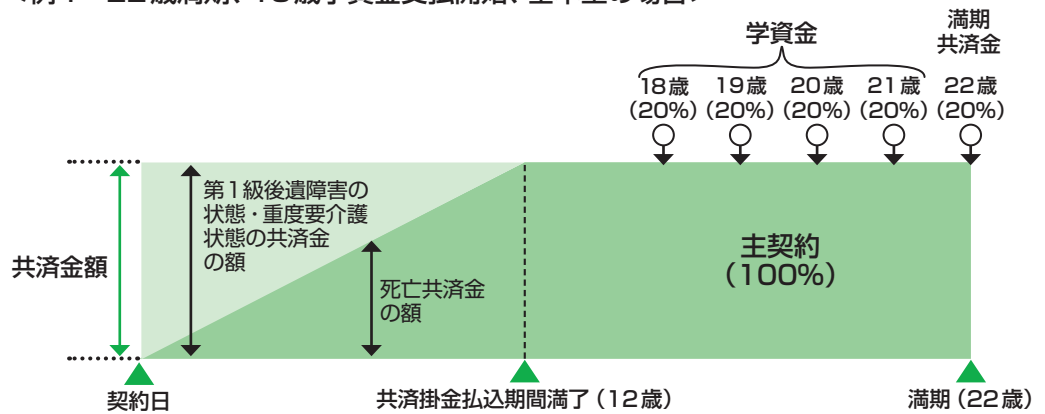 学資金
満期
共済金
18歳 19歳 20歳 21歳 22歳
(20%) (20%) (20%) (20%) (20%)
第1級後遺障害の
状態・重度要介護
状態の共済金
の額
共済金額
死亡共済金
の額
主契約
(100%)
契約日
共済掛金払込期間満了(12歳)
満期(22歳)